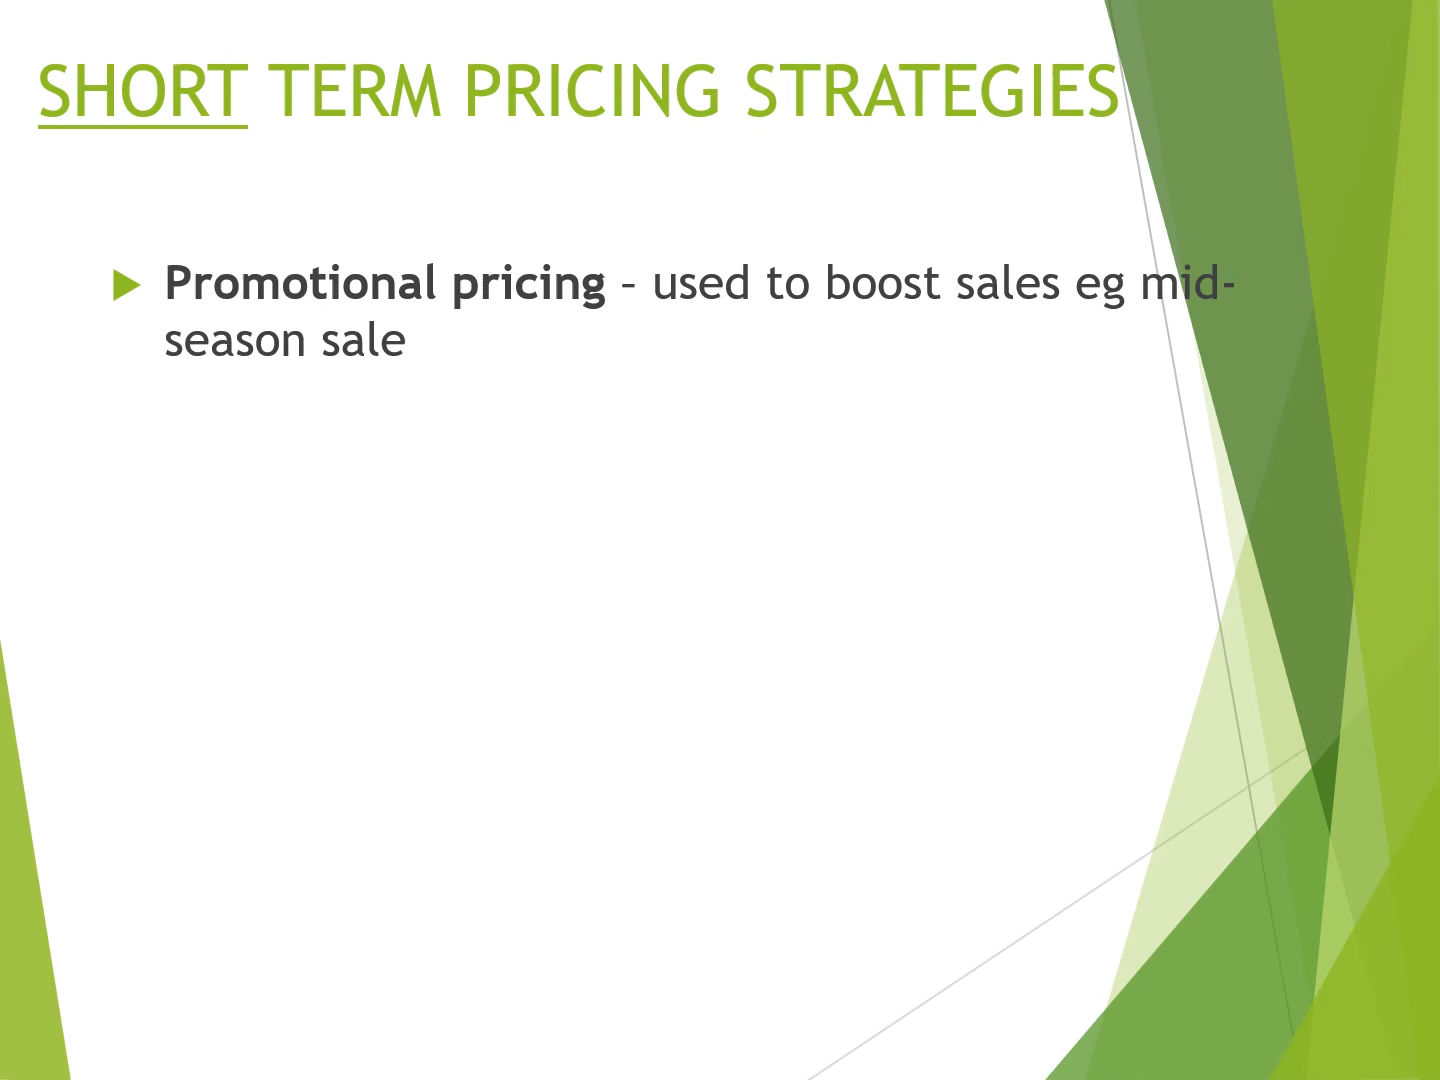 SHORT TERM PRICING STRATEGIES
Promotional pricing – used to boost sales eg mid-
season sale